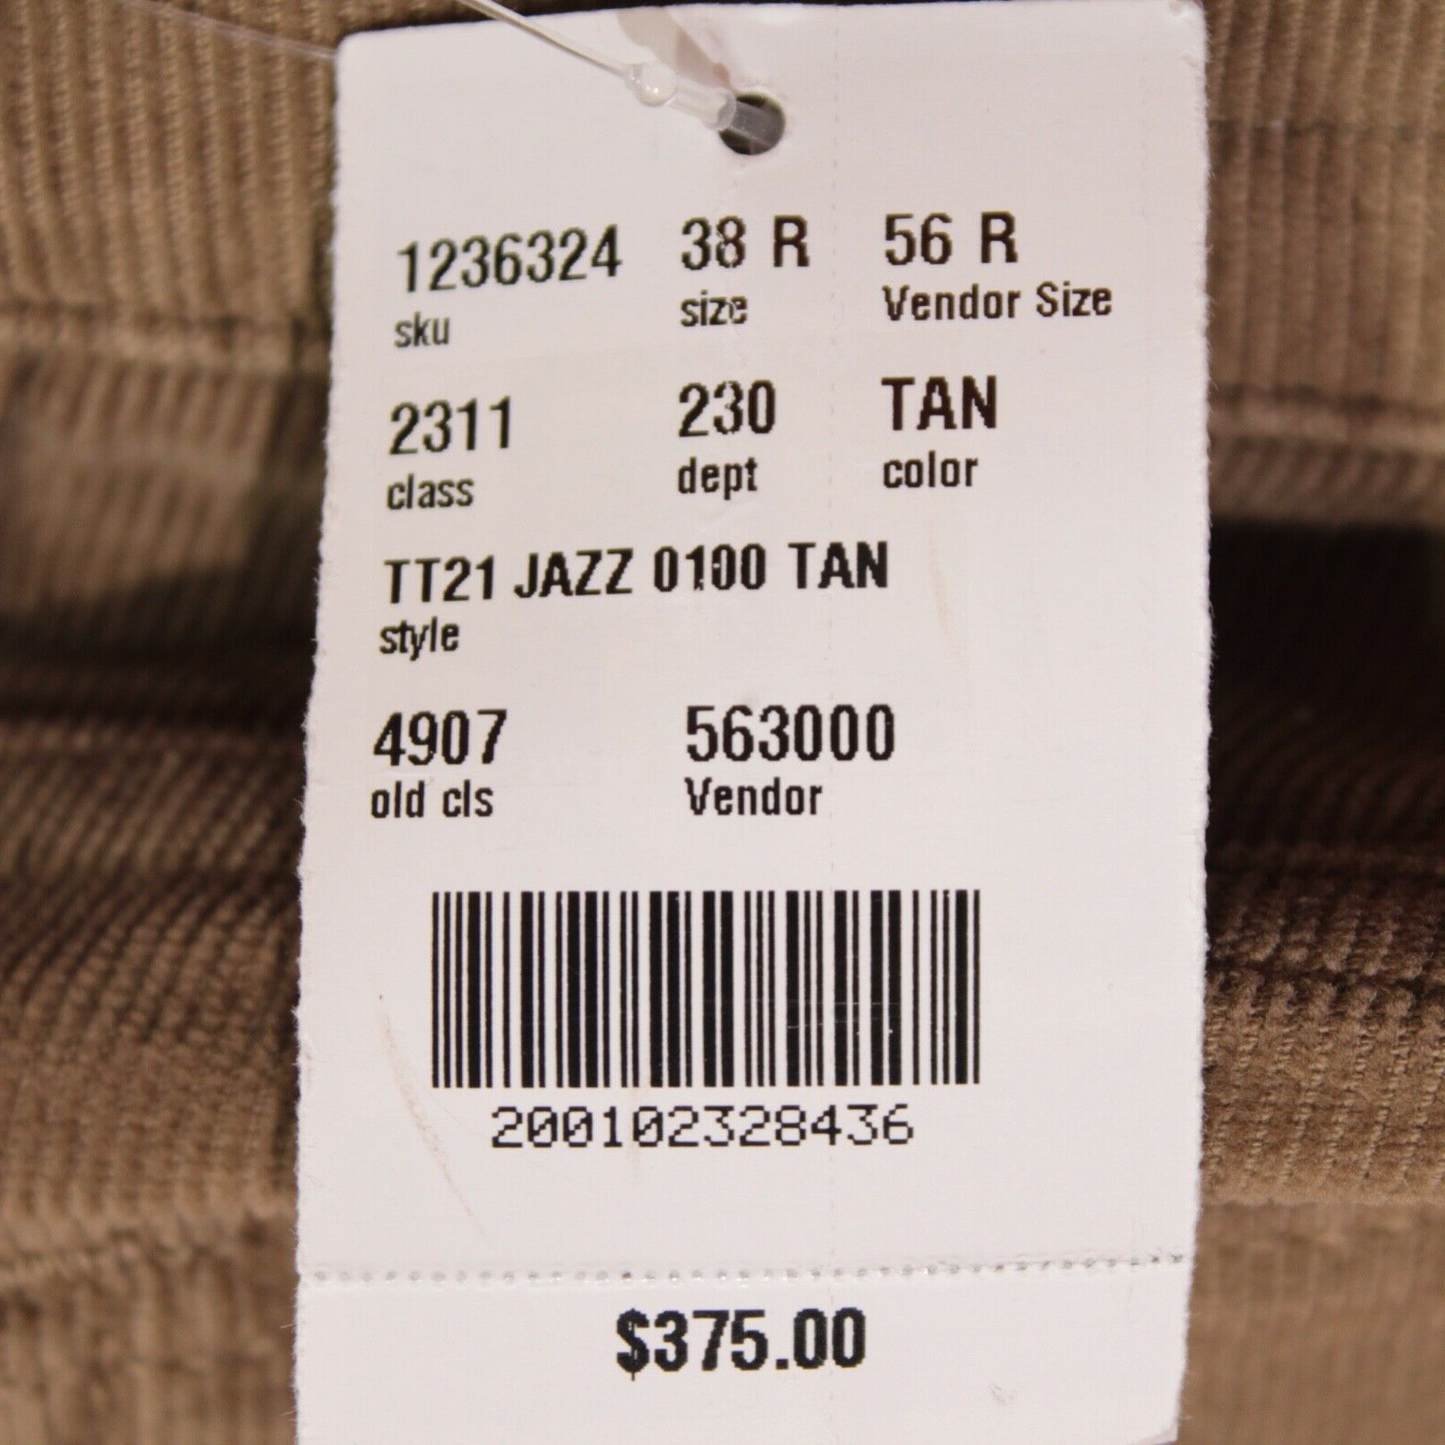 1236324 38 R 56 R
sku size Vendor Size
2311 230 TAN
class dept color
TT21 JAZZ 0100 TAN
style
4907 563000
old cls Vendor
200102328436
$375.00